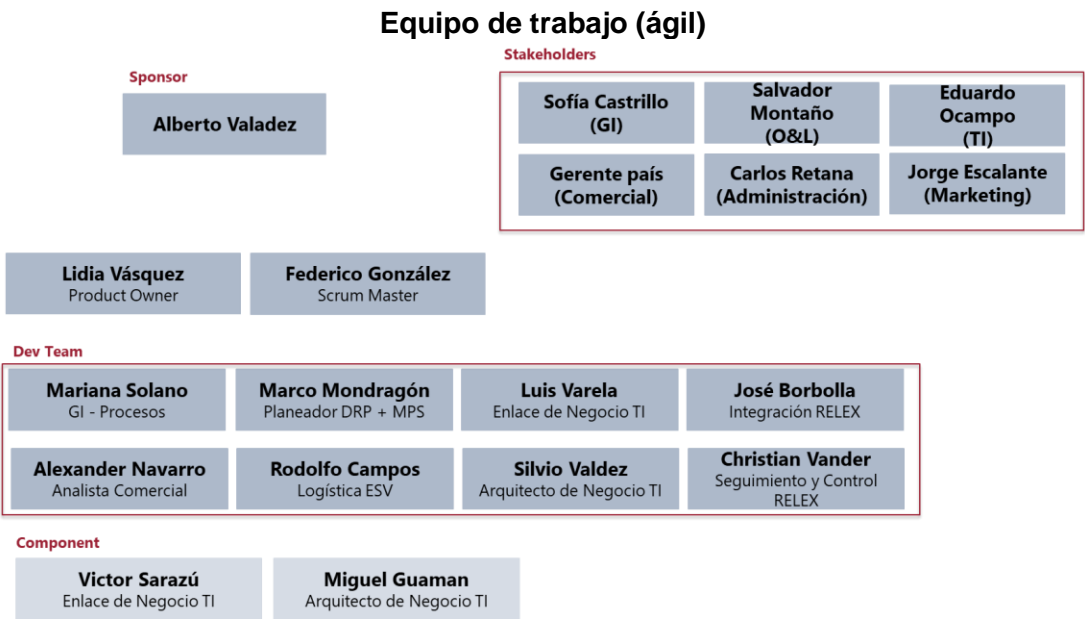 Equipo de trabajo (ágil)
Sponsor
Alberto Valadez
Stakeholders
Sofía Castrillo
(GI)
Salvador
Montaño
(O&L)
Eduardo
Ocampo
(TI)
Gerente país
(Comercial)
Carlos Retana
(Administración)
Jorge Escalante
(Marketing)
Lidia Vásquez
Product Owner
Federico González
Scrum Master
Dev Team
Mariana Solano
GI - Procesos
Marco Mondragón
Planeador DRP + MPS
Luis Varela
Enlace de Negocio TI
José Borbolla
Integración RELEX
Alexander Navarro
Analista Comercial
Rodolfo Campos
Logística ESV
Silvio Valdez
Arquitecto de Negocio TI
Christian Vander
Seguimiento y Control
RELEX
Component
Victor Sarazú
Enlace de Negocio TI
Miguel Guaman
Arquitecto de Negocio TI